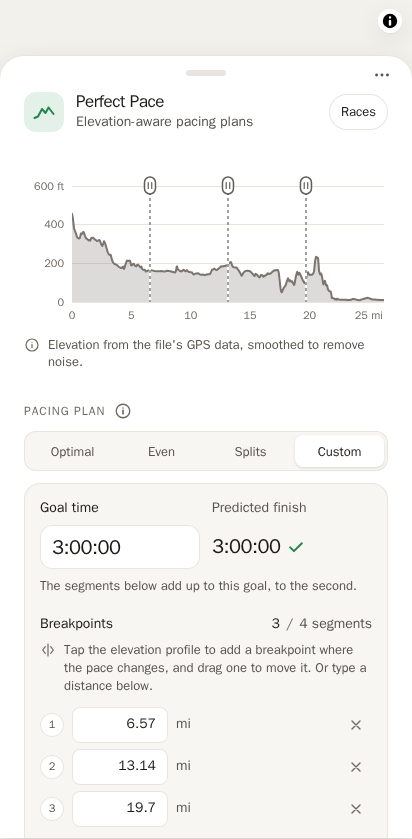 Perfect Pace
Elevation-aware pacing plans
Races
600 ft
400
200
0
0 5 10 15 20 25 mi
Elevation from the file's GPS data, smoothed to remove
noise.
PACING PLAN
Optimal Even Splits Custom
Goal time Predicted finish
3:00:00 3:00:00
The segments below add up to this goal, to the second.
Breakpoints 3 / 4 segments
Tap the elevation profile to add a breakpoint where
the pace changes, and drag one to move it. Or type a
distance below.
1 6.57 mi
2 13.14 mi
3 19.7 mi